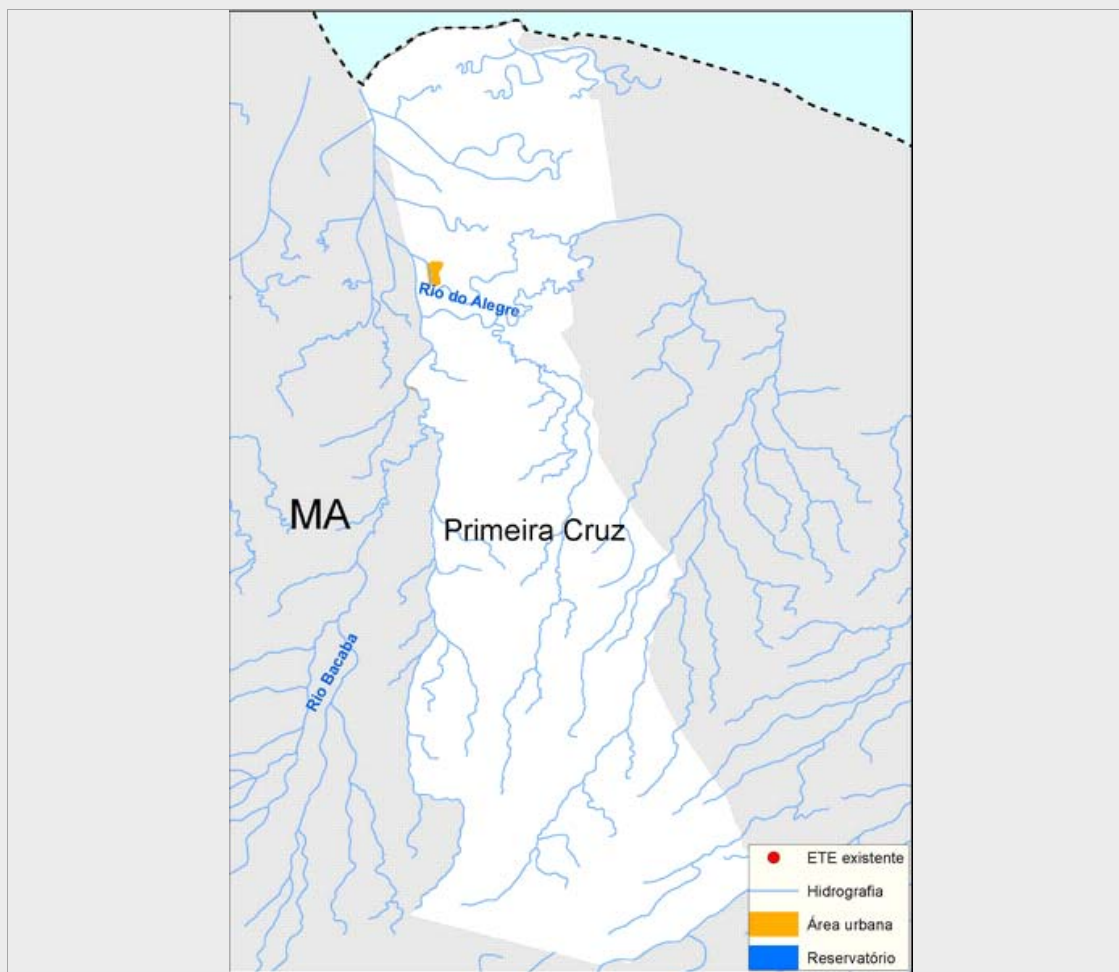 Rio do Alegre
MA
Primeira Cruz
Rio Bacaba
ETE existente
Hidrografia
Área urbana
Reservatório